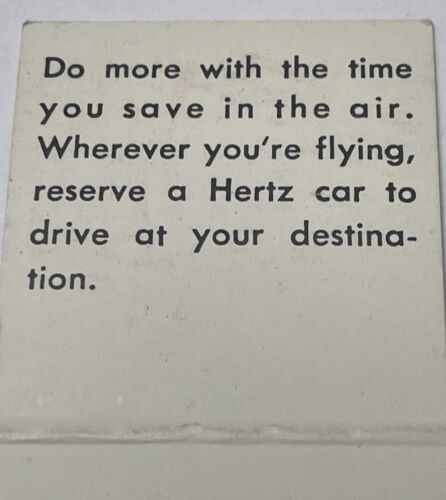 Do more with the time
you save in the air.
Wherever you're flying,
reserve a Hertz car to
drive at your destina-
tion.